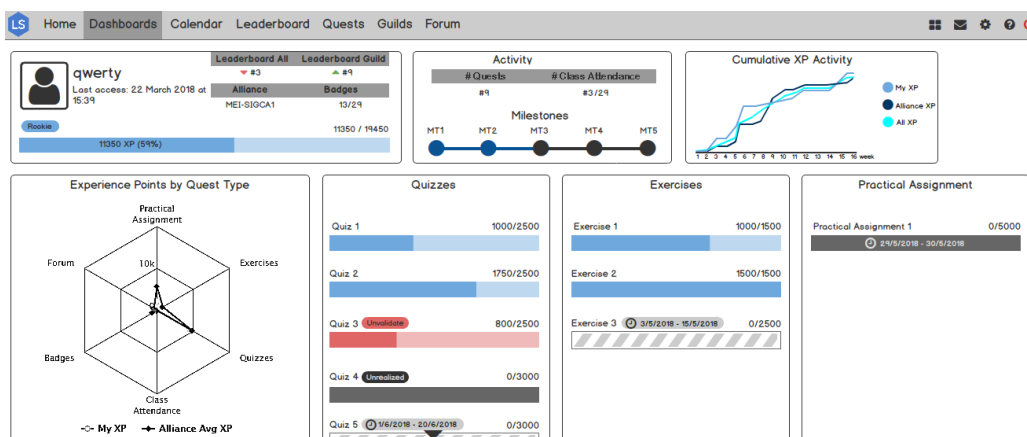 LS Home Dashboards Calendar Leaderboard Quests Guilds Forum
Leaderboard All Leaderboard Guild
qwerty
#3 #9
Last access: 22 March 2018 at 15:39
Alliance Badges
MEI-SIGCA1 13/29
Rookie 11350 / 19450
11350 XP (59%)
Activity
# Quests # Class Attendance
#9 #3/29
Milestones
MT1 MT2 MT3 MT4 MT5
Cumulative XP Activity
My XP
Alliance XP
All XP
1 2 3 4 5 6 7 8 9 10 11 12 13 14 15 16 week
Experience Points by Quest Type
Practical
Assignment
Forum 10k Exercises
Badges Quizzes
Class
Attendance
My XP Alliance Avg XP
Quizzes
Quiz 1 1000/2500
Quiz 2 1750/2500
Quiz 3 Unvalidate 800/2500
Quiz 4 Unrealized 0/3000
Quiz 5 1/6/2018 - 20/6/2018 0/3000
Exercises
Exercise 1 1000/1500
Exercise 2 1500/1500
Exercise 3 3/5/2018 - 15/5/2018 0/2500
Practical Assignment
Practical Assignment 1 0/5000
29/5/2018 - 30/5/2018